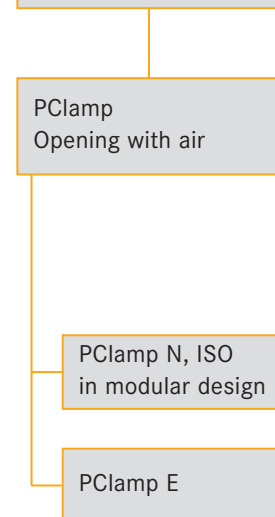 PClamp
Opening with air
PClamp N, ISO
in modular design
PClamp E